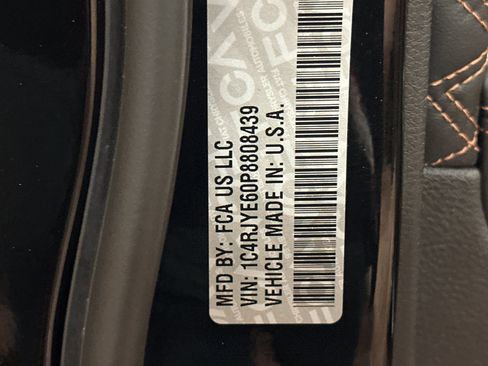 MFD BY: FCA US LLC
VIN: 1C4RJYE60P8808439
VEHICLE MADE IN: U.S.A.